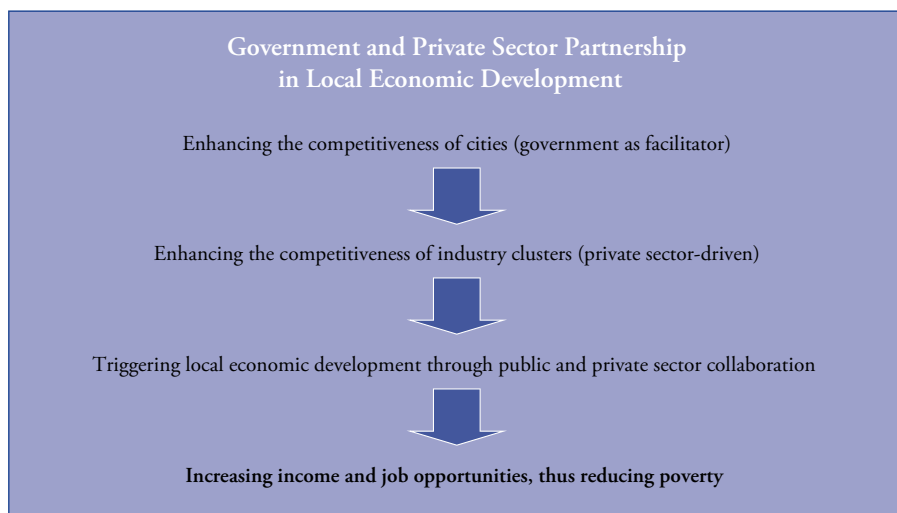 Government and Private Sector Partnership
in Local Economic Development
Enhancing the competitiveness of cities (government as facilitator)
Enhancing the competitiveness of industry clusters (private sector-driven)
Triggering local economic development through public and private sector collaboration
Increasing income and job opportunities, thus reducing poverty